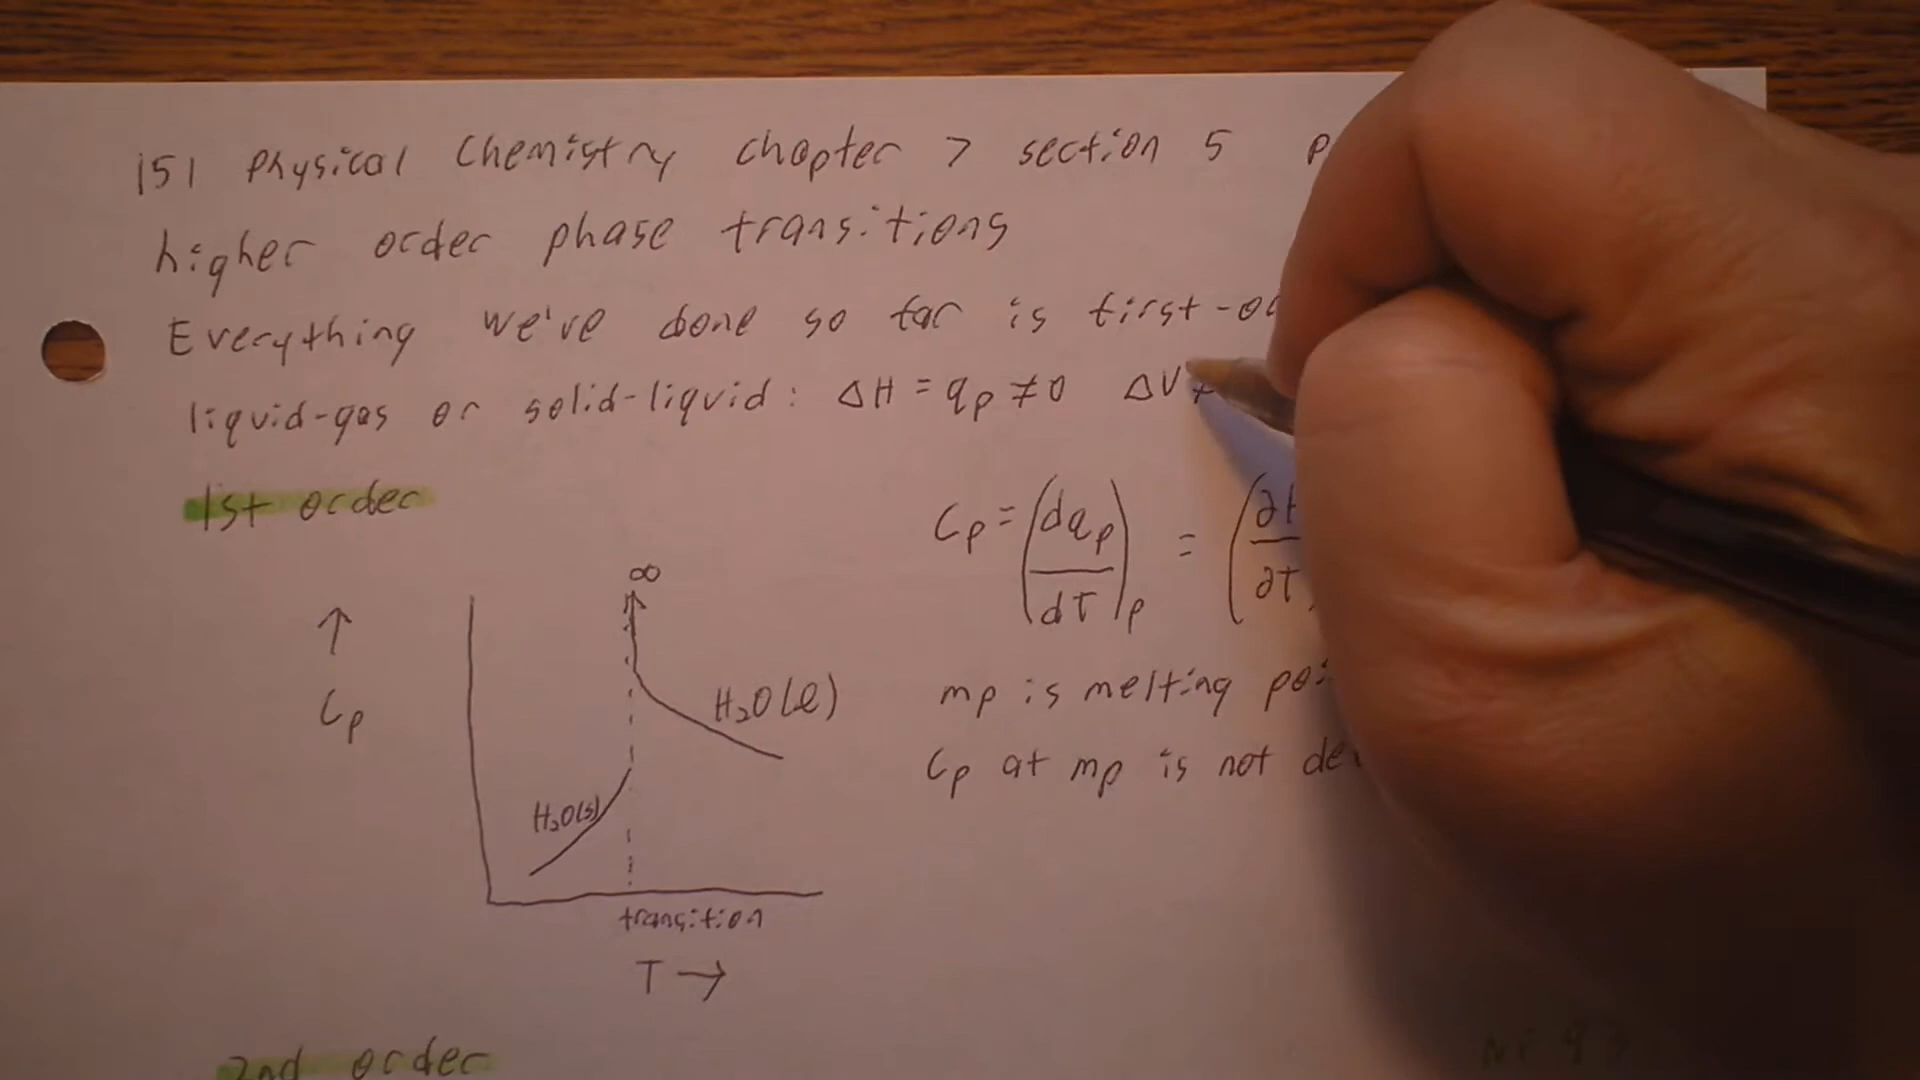 151 Physical Chemistry chapter 7 section 5
higher order phase transitions
Everything we've done so far is first-
liquid-gas or solid-liquid: ΔH = qp ≠ 0 ΔV
1st order
Cp = (dqp/dT)p = (∂H/∂T
∞
↑
Cp
H₂O(l)
mp is melting
Cp at mp is not
H₂O(s)
transition
T →
2nd order